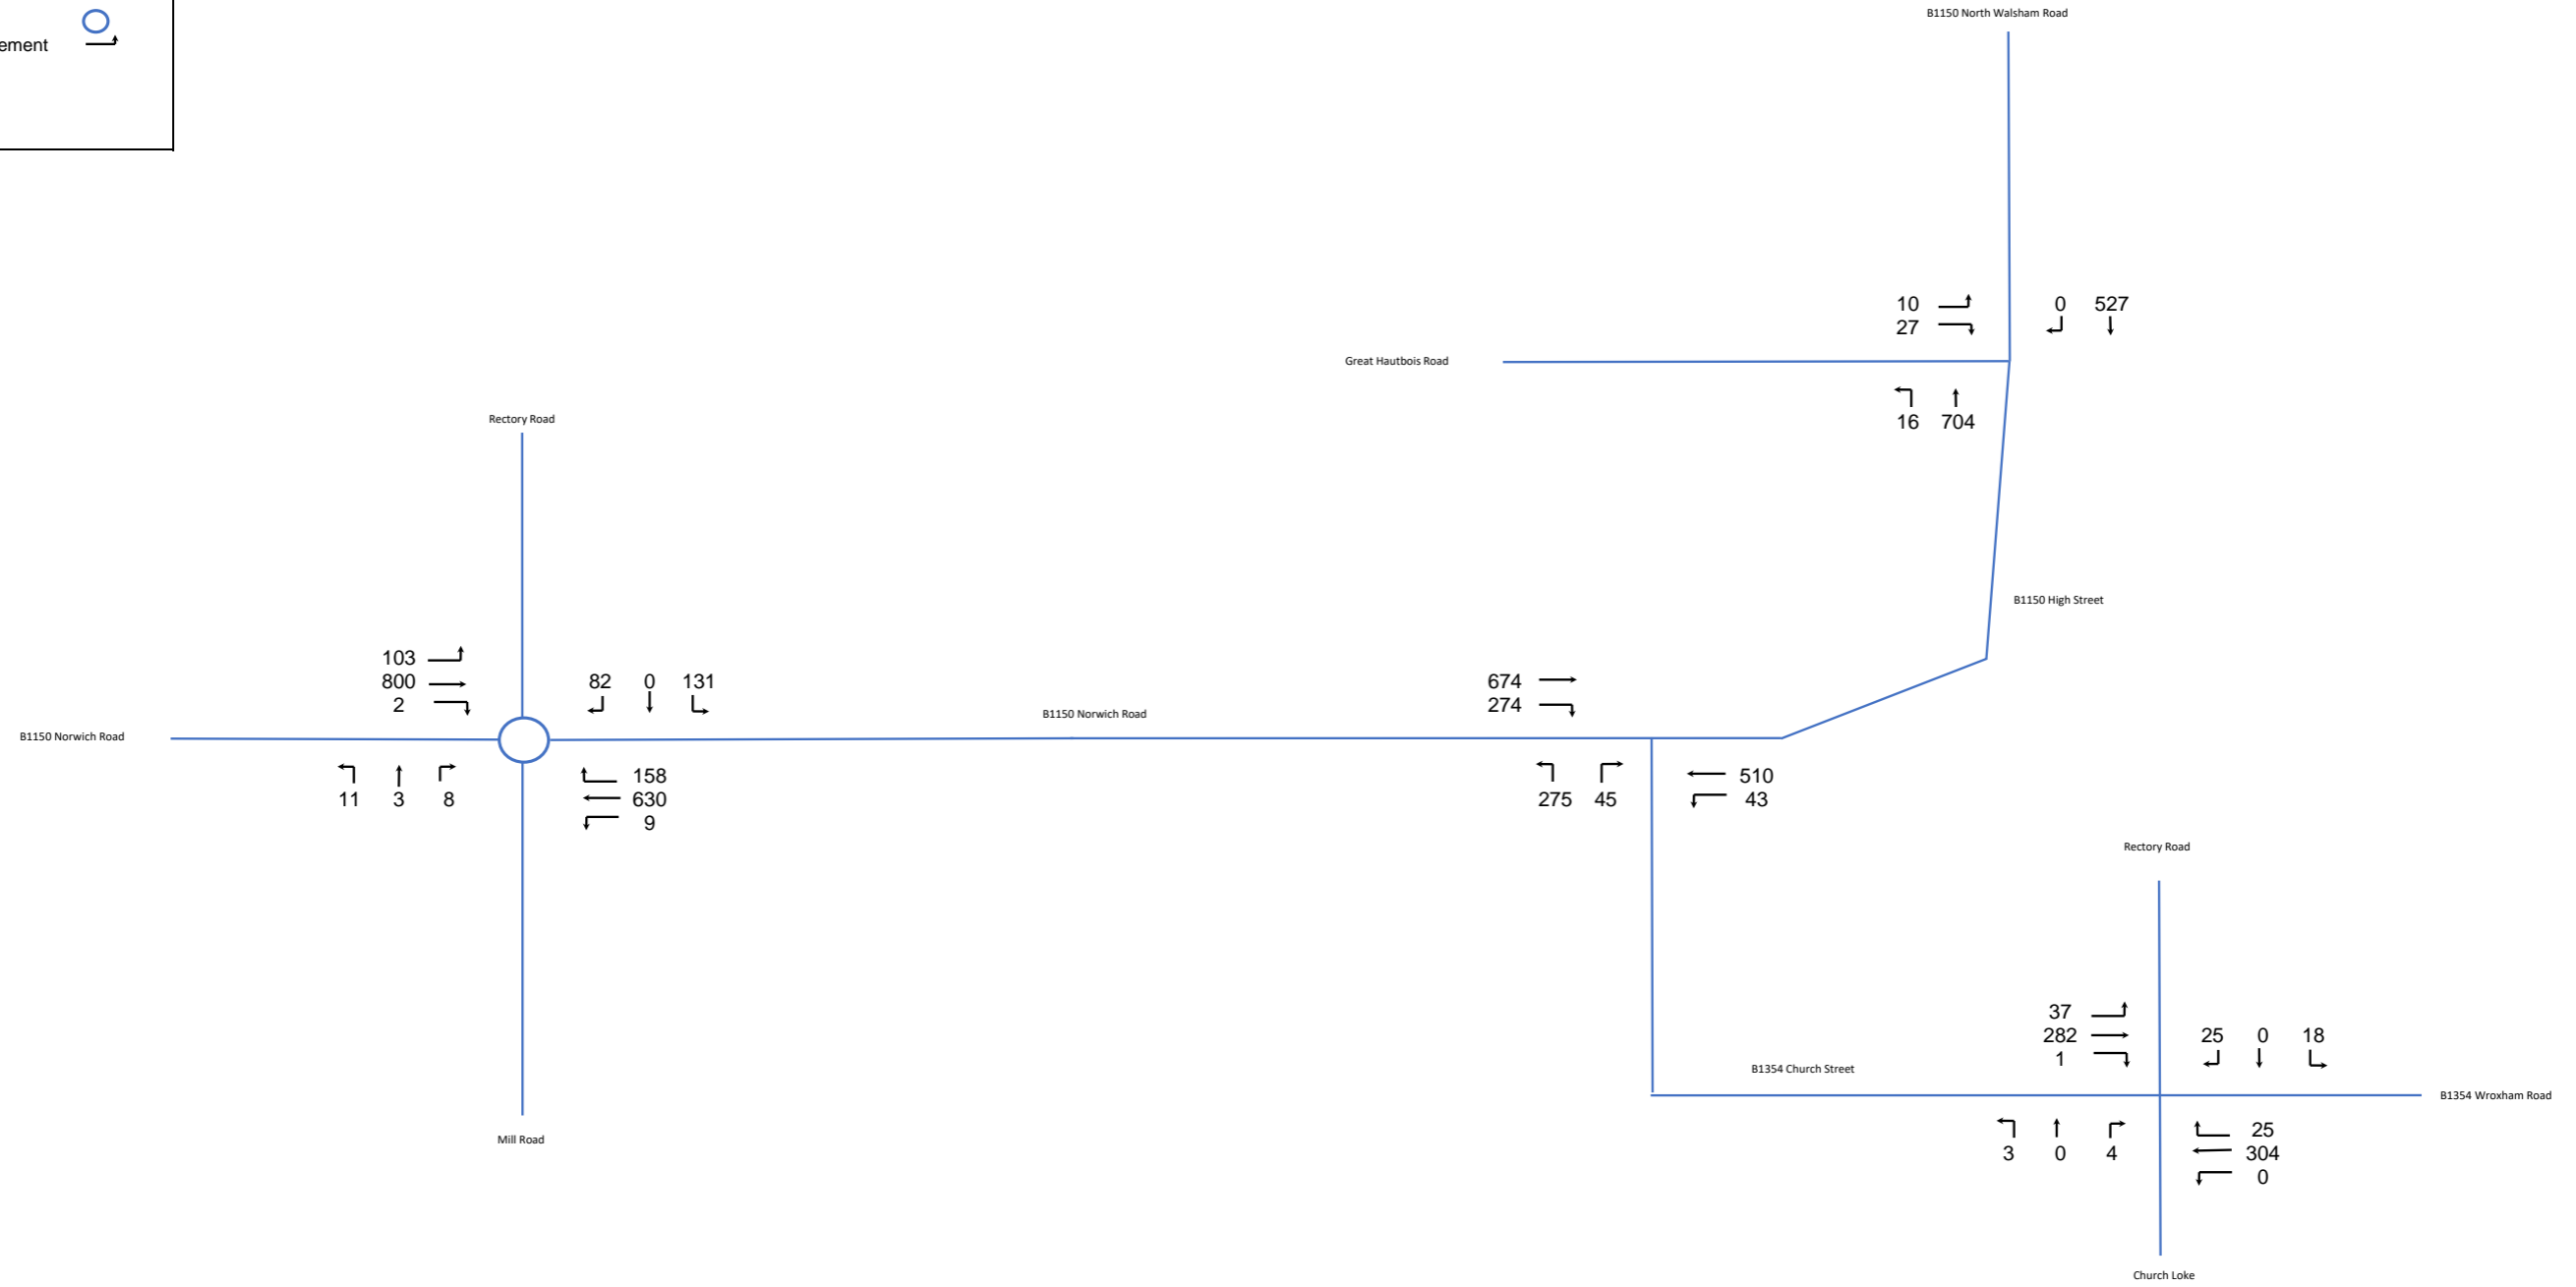 B1150 North Walsham Road
ement
10 0 527
27
Great Hautbois Road
16 704
Rectory Road
B1150 High Street
103
800 82 0 131
2
B1150 Norwich Road
B1150 Norwich Road
674
274
11 3 8
158
630
9
275 45
510
43
Rectory Road
37
282 25 0 18
1
B1354 Church Street
B1354 Wroxham Road
3 0 4
25
304
0
Mill Road
Church Loke